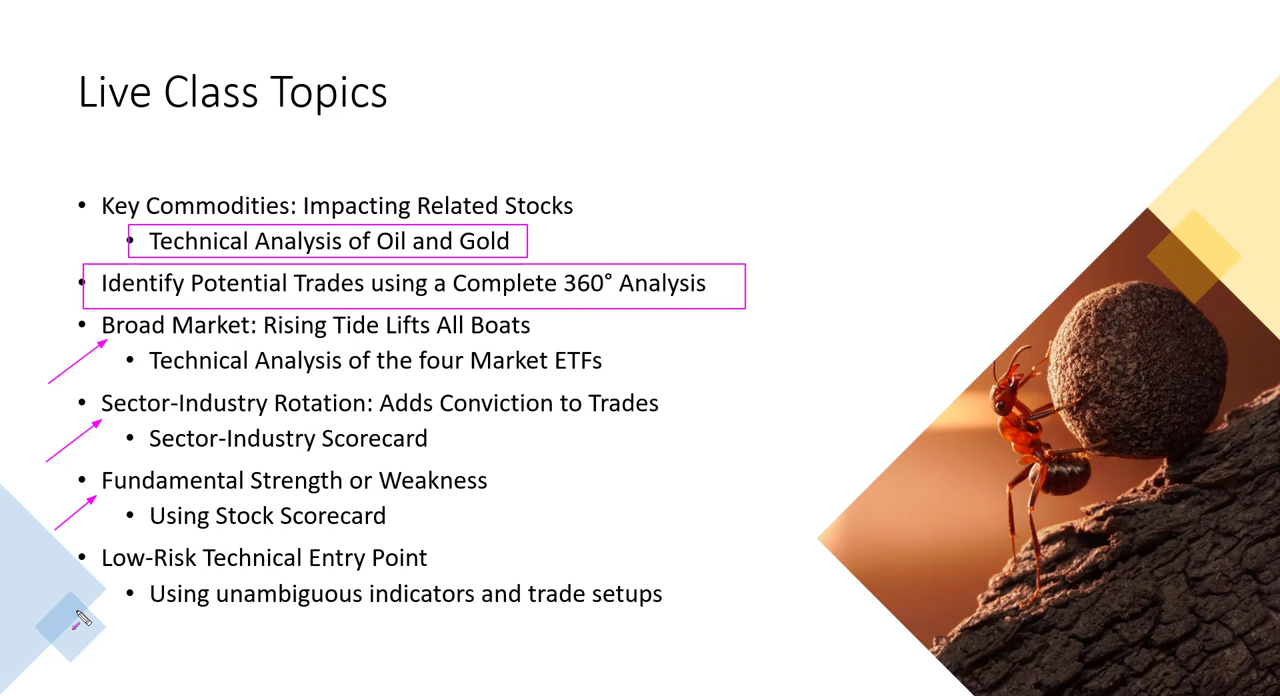 Live Class Topics
• Key Commodities: Impacting Related Stocks
• Technical Analysis of Oil and Gold
• Identify Potential Trades using a Complete 360° Analysis
• Broad Market: Rising Tide Lifts All Boats
• Technical Analysis of the four Market ETFs
• Sector-Industry Rotation: Adds Conviction to Trades
• Sector-Industry Scorecard
• Fundamental Strength or Weakness
• Using Stock Scorecard
• Low-Risk Technical Entry Point
• Using unambiguous indicators and trade setups